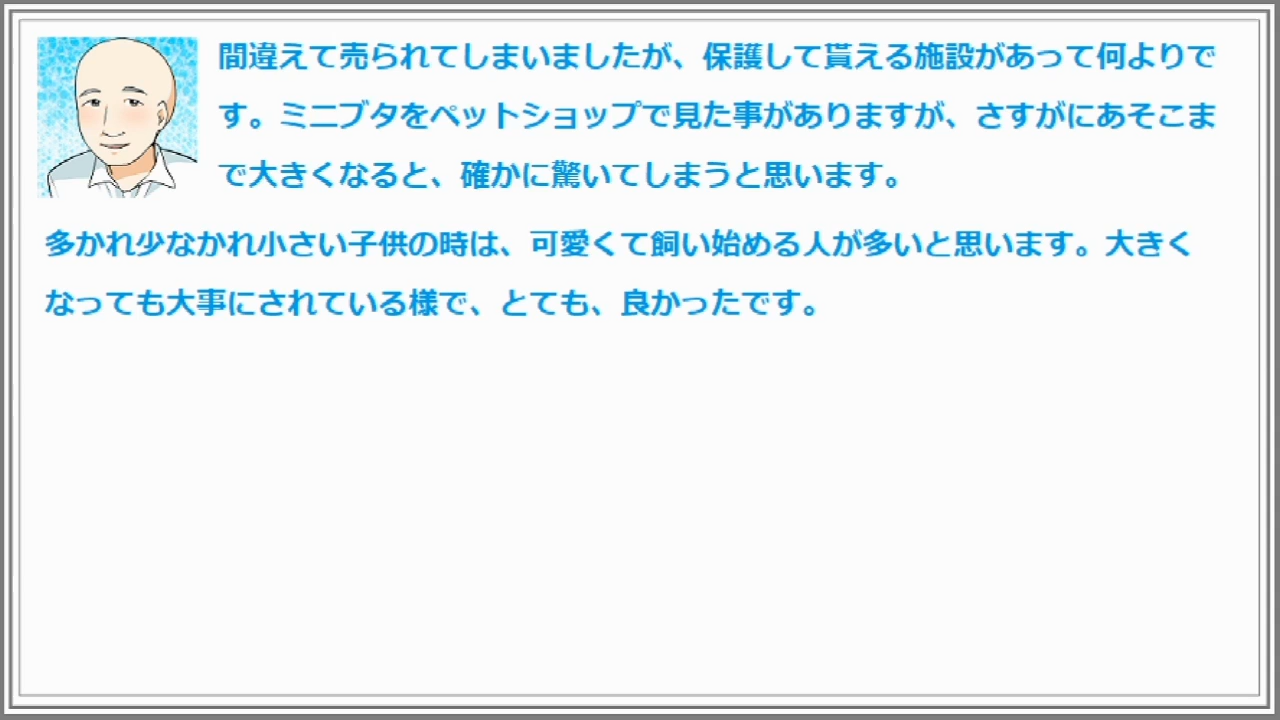 間違えて売られてしまいましたが、保護して貰える施設があって何よりで
す。ミニブタをペットショップで見た事がありますが、さすがにあそこま
で大きくなると、確かに驚いてしまうと思います。
多かれ少なかれ小さい子供の時は、可愛くて飼い始める人が多いと思います。大きく
なっても大事にされている様で、とても、良かったです。